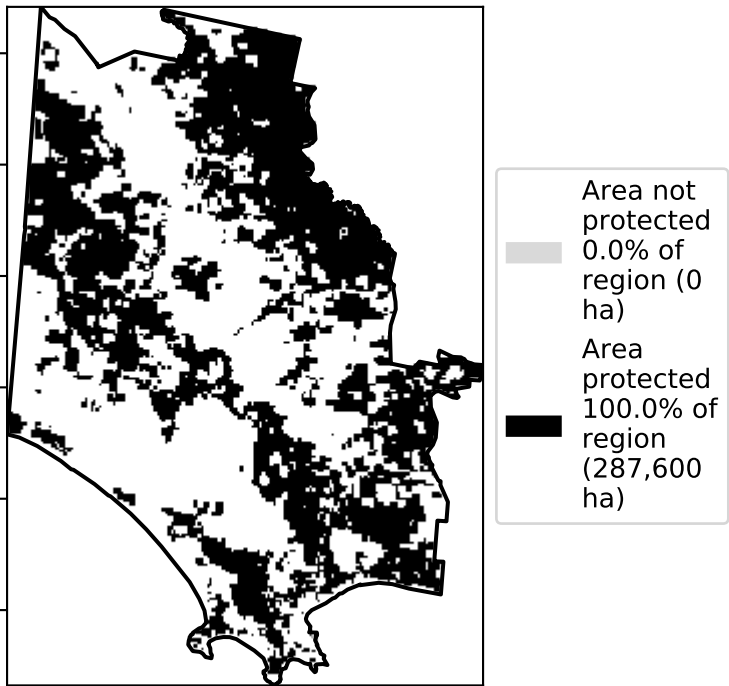 Area not
protected
0.0% of
region (0
ha)
Area
protected
100.0% of
region
(287,600
ha)